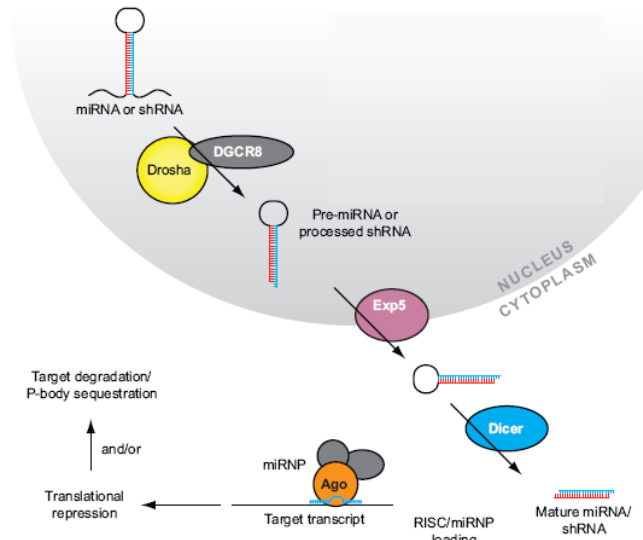 miRNA or shRNA
DGCR8
Drosha
Pre-miRNA or
processed shRNA
NUCLEUS
CYTOPLASM
Exp5
Target degradation/
P-body sequestration
Dicer
and/or
miRNP
Ago
Translational
repression
Target transcript
RISC/miRNP
loading
Mature miRNA/
shRNA